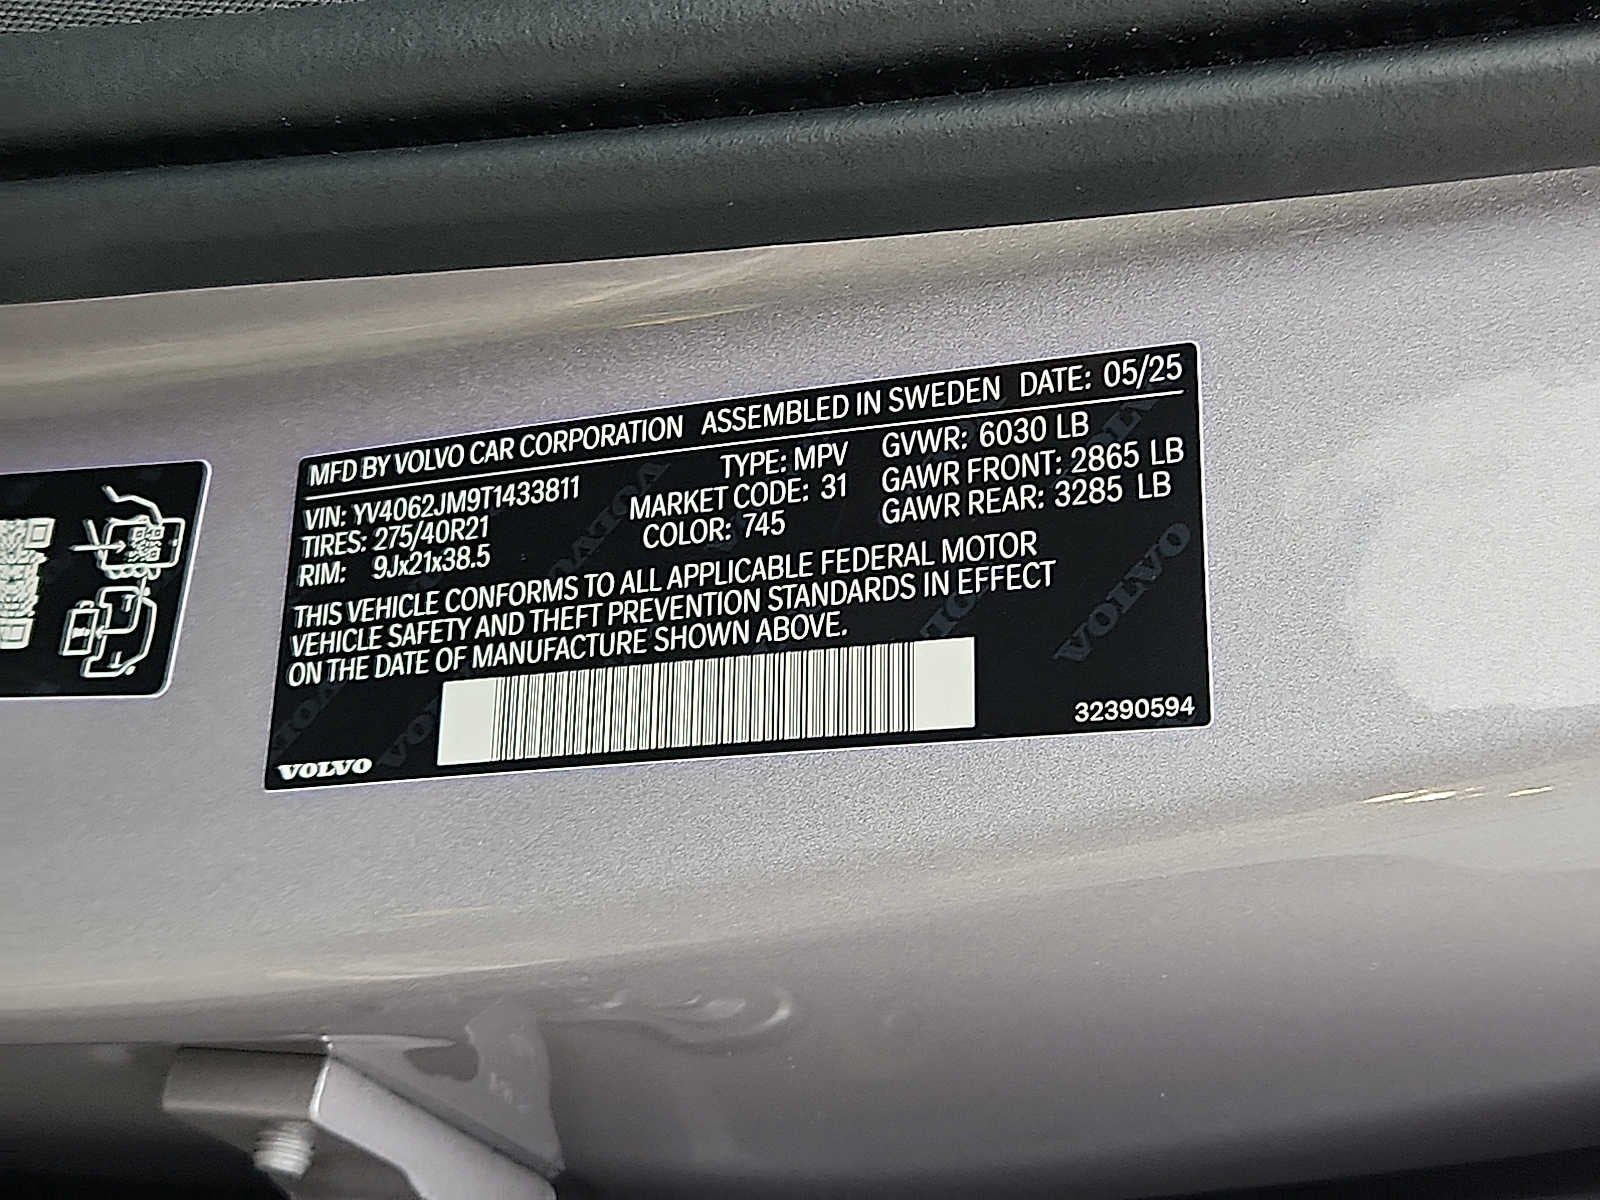 MFD BY VOLVO CAR CORPORATION ASSEMBLED IN SWEDEN DATE: 05/25
VIN: YV4062JM9T1433811 TYPE: MPV GVWR: 6030 LB
TIRES: 275/40R21 MARKET CODE: 31 GAWR FRONT: 2865 LB
RIM: 9Jx21x38.5 COLOR: 745 GAWR REAR: 3285 LB
THIS VEHICLE CONFORMS TO ALL APPLICABLE FEDERAL MOTOR
VEHICLE SAFETY AND THEFT PREVENTION STANDARDS IN EFFECT
ON THE DATE OF MANUFACTURE SHOWN ABOVE.
VOLVO 32390594